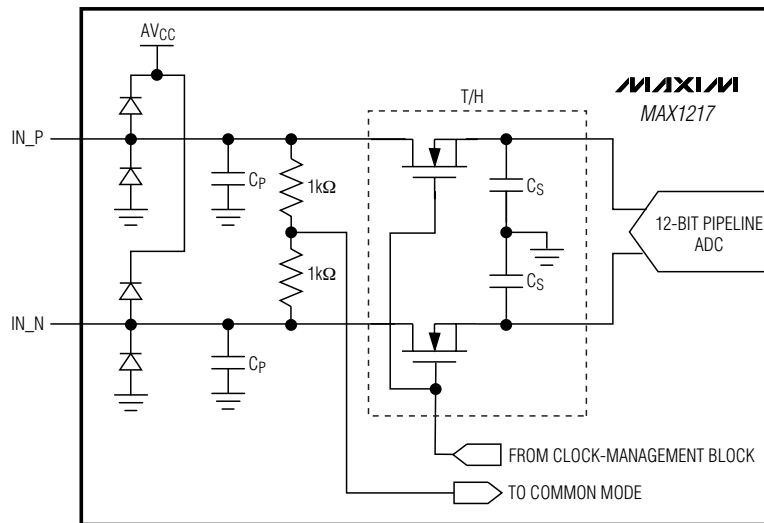 AVCC
T/H
MAXIM
MAX1217
IN_P
CP
1kΩ
CS
12-BIT PIPELINE
ADC
1kΩ
CS
IN_N
CP
FROM CLOCK-MANAGEMENT BLOCK
TO COMMON MODE